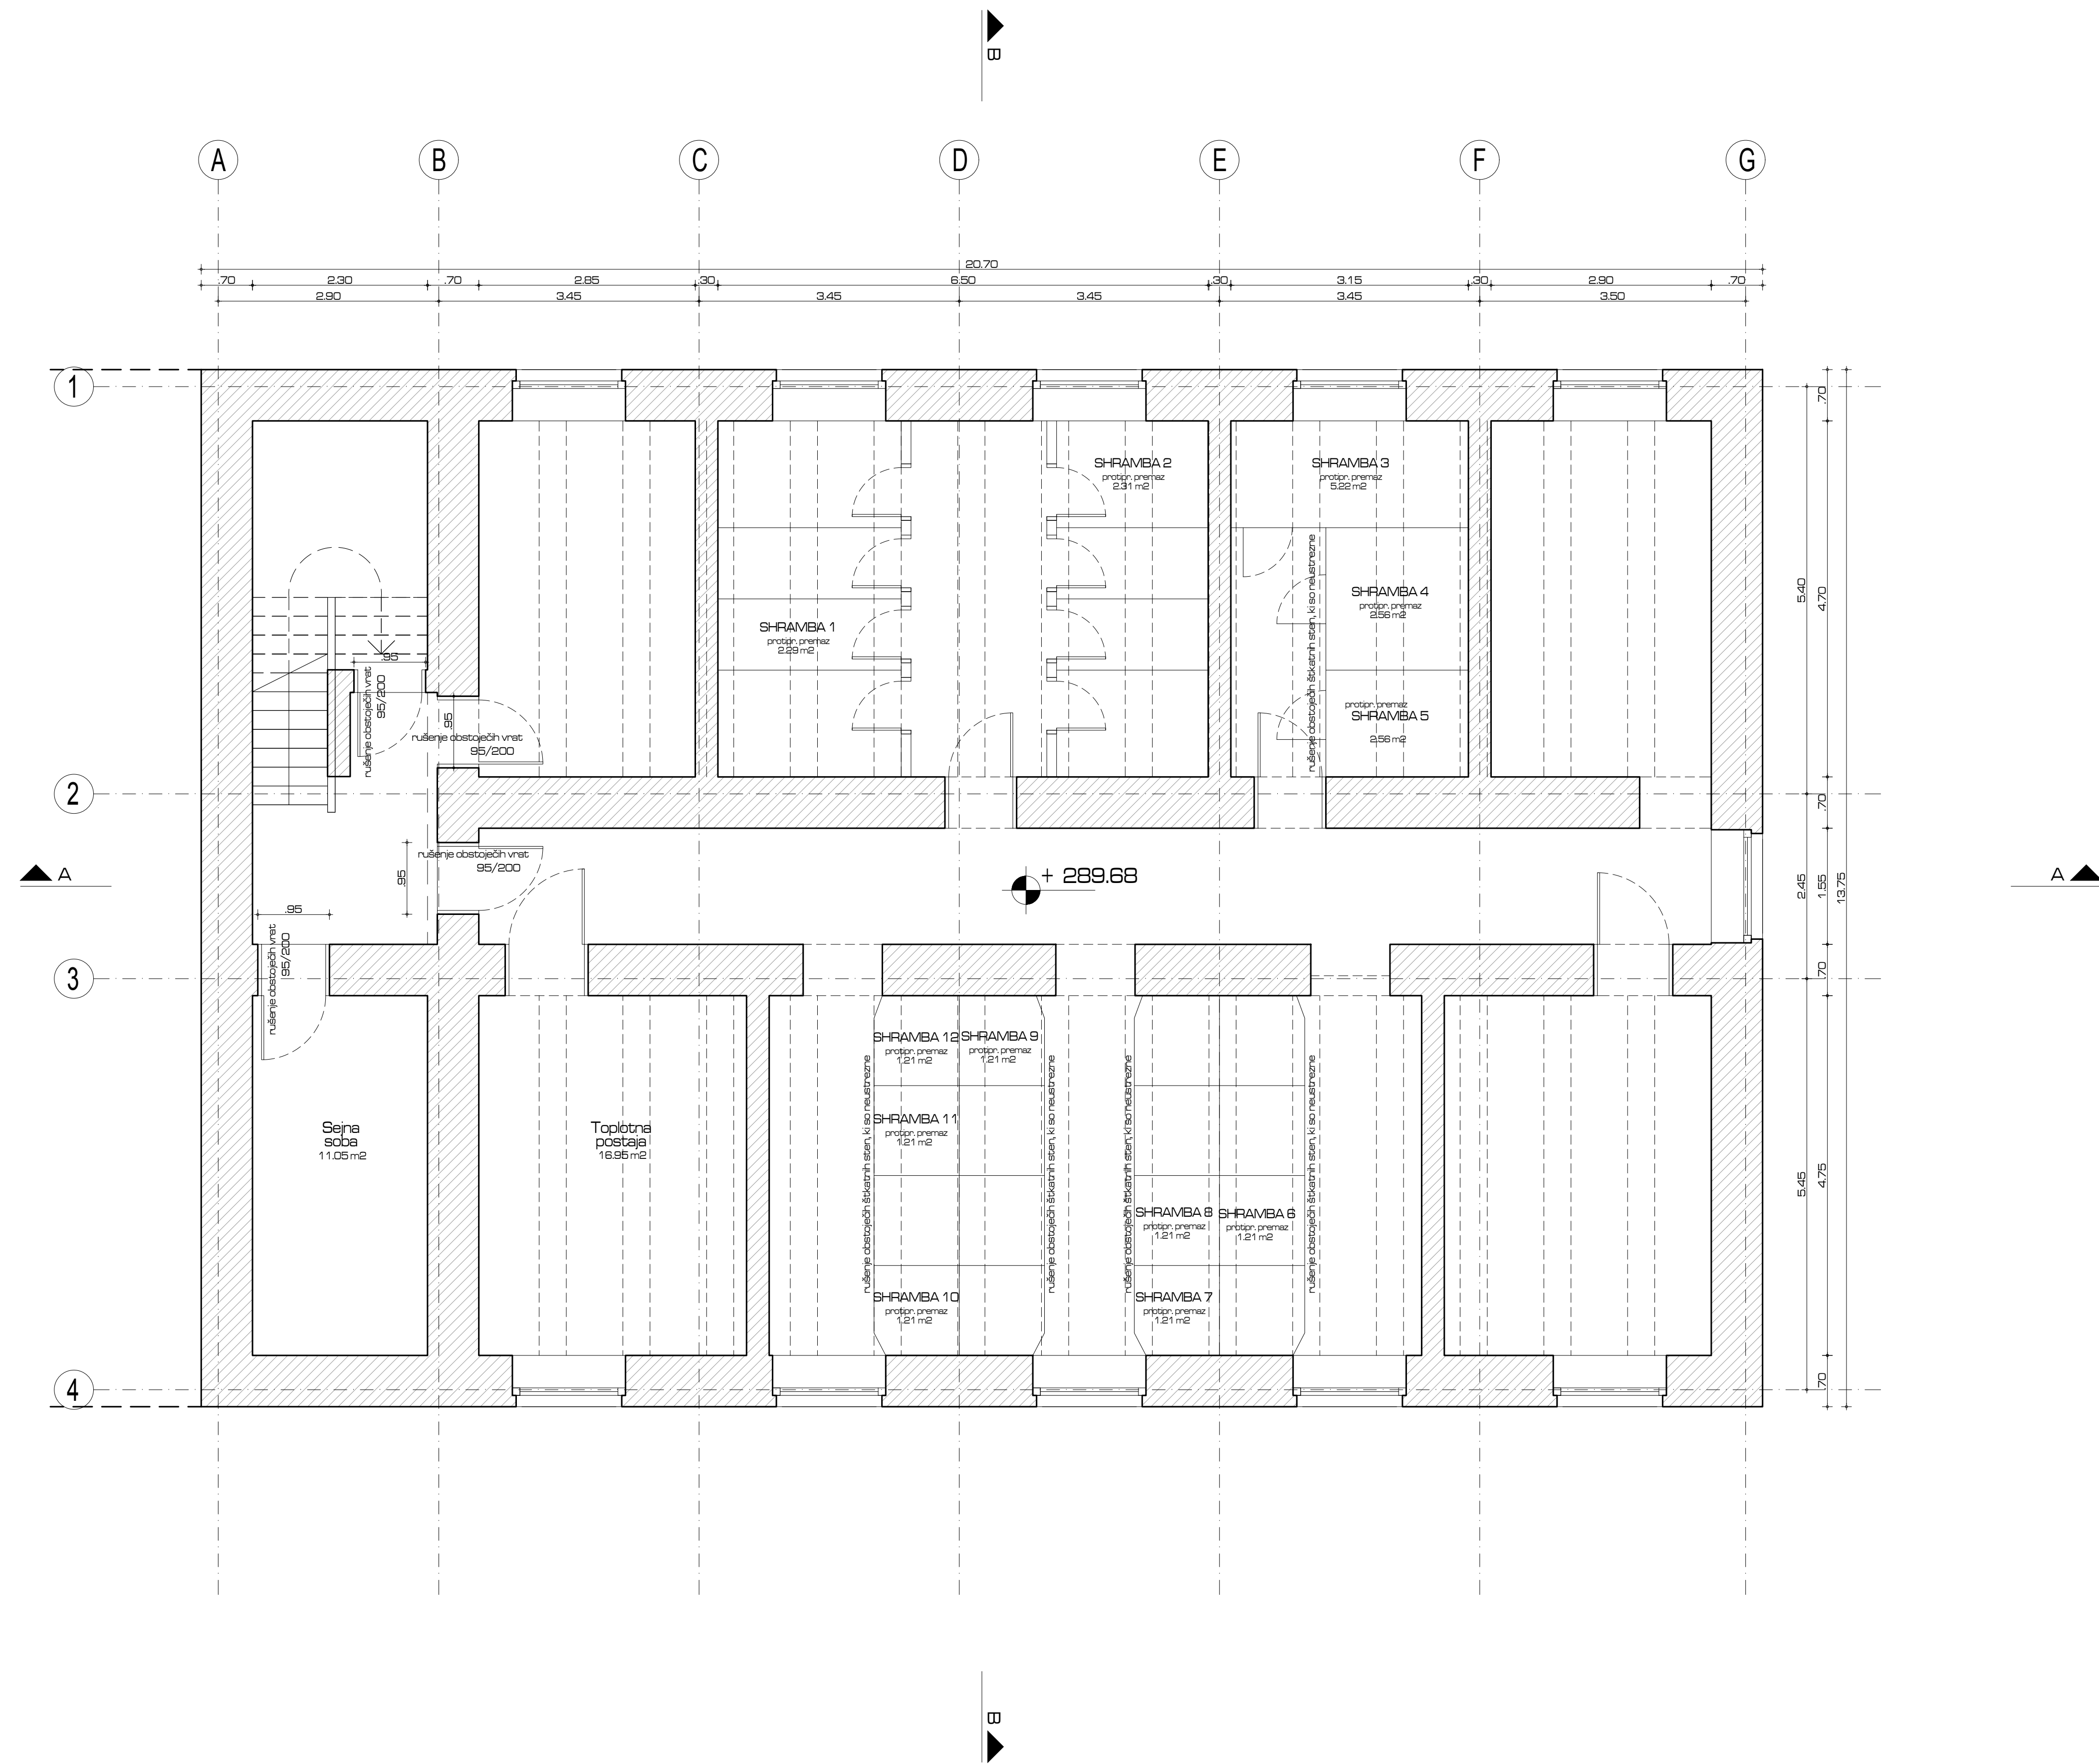 B
A
B
C
D
E
F
G
20.70
.70
2.30
.70
2.85
.30
6.50
.30
3.15
.30
2.90
.70
2.90
3.45
3.45
3.45
3.45
3.50
1
SHRAMBA 2
protipr. premaz
2.31 m2
SHRAMBA 3
protipr. premaz
5.22 m2
SHRAMBA 4
protipr. premaz
2.56 m2
protipr. premaz
SHRAMBA 5
2.56 m2
rušenje obstoječih štkatnih sten, ki so neustrezne
SHRAMBA 1
protipr. premaz
2.29 m2
.95
rušenje obstoječih vrat
95/200
.95
rušenje obstoječih vrat
95/200
2
rušenje obstoječih vrat
95/200
.95
A
+ 289.68
A
.95
rušenje obstoječih vrat
95/200
3
Sejna
soba
11.05 m2
Toplotna
postaja
16.95 m2
rušenje obstoječih štkatnih sten, ki so neustrezne
SHRAMBA 12
protipr. premaz
1.21 m2
SHRAMBA 9
protipr. premaz
1.21 m2
SHRAMBA 11
protipr. premaz
1.21 m2
SHRAMBA 10
protipr. premaz
1.21 m2
rušenje obstoječih štkatnih sten, ki so neustrezne
rušenje obstoječih štkatnih sten, ki so neustrezne
SHRAMBA 8
protipr. premaz
1.21 m2
SHRAMBA 6
protipr. premaz
1.21 m2
SHRAMBA 7
protipr. premaz
1.21 m2
rušenje obstoječih štkatnih sten, ki so neustrezne
4
5.40
2.45
5.45
.70
4.70
.70
1.55
.70
4.75
.70
13.75
B